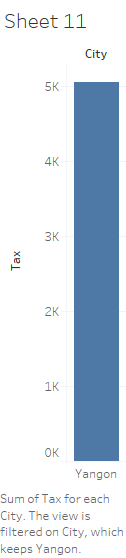 Sheet 11
City
5K
4K
3K
Tax
2K
1K
0K
Yangon
Sum of Tax for each
City. The view is
filtered on City, which
keeps Yangon.